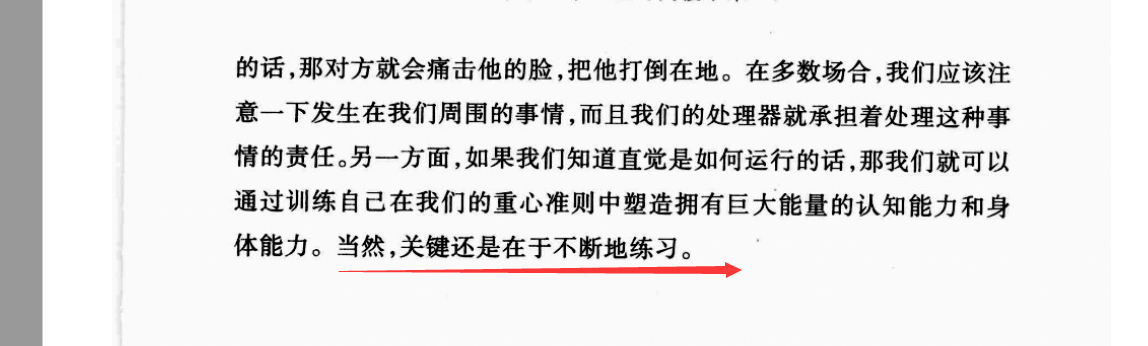 的话,那对方就会痛击他的脸,把他打倒在地。在多数场合,我们应该注
意一下发生在我们周围的事情,而且我们的处理器就承担着处理这种事
情的责任。另一方面,如果我们知道直觉是如何运行的话,那我们就可以
通过训练自己在我们的重心准则中塑造拥有巨大能量的认知能力和身
体能力。当然,关键还是在于不断地练习。